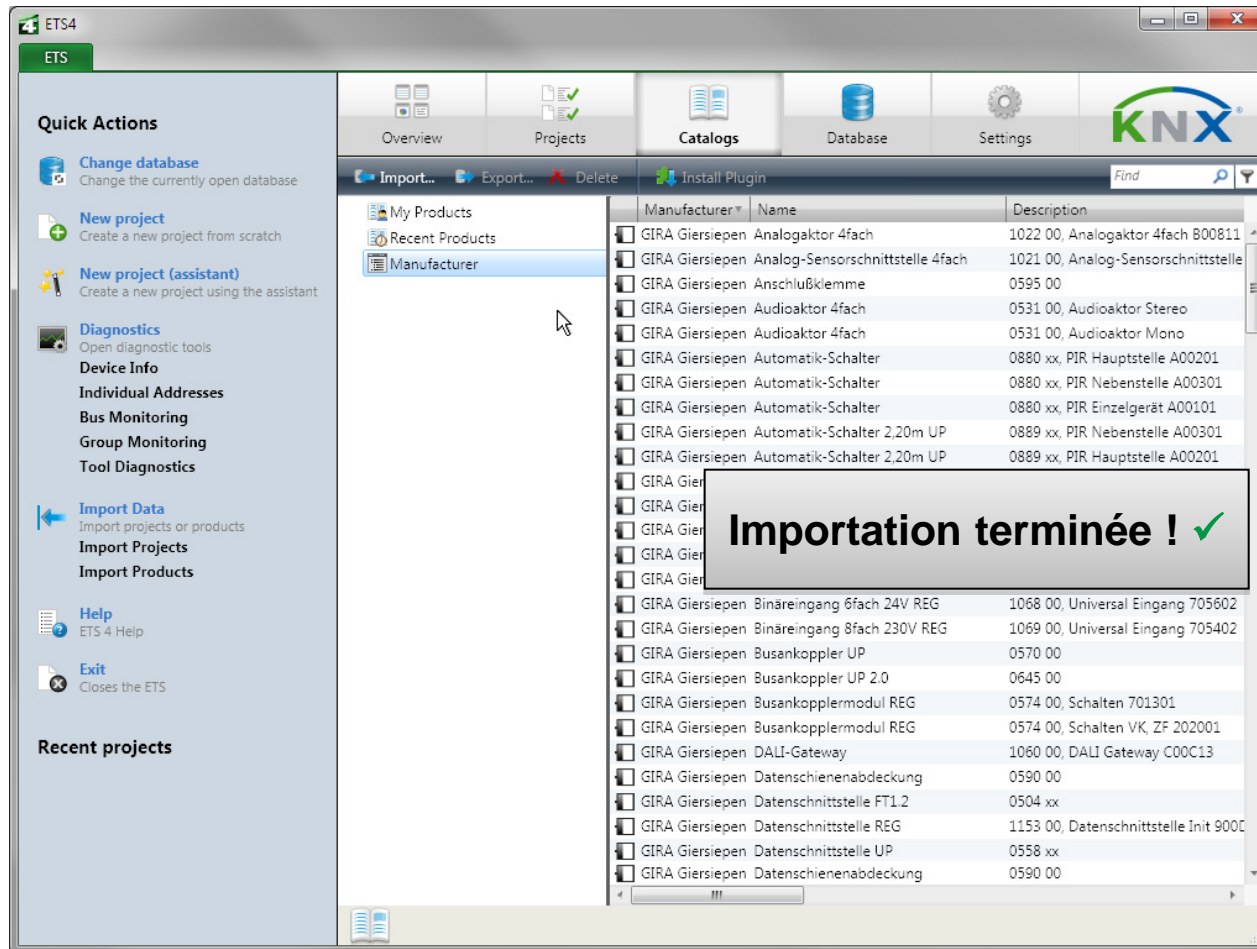 ETS4
ETS
Quick Actions
Change database
Change the currently open database
New project
Create a new project from scratch
New project (assistant)
Create a new project using the assistant
Diagnostics
Open diagnostic tools
Device Info
Individual Addresses
Bus Monitoring
Group Monitoring
Tool Diagnostics
Import Data
Import projects or products
Import Projects
Import Products
Help
ETS 4 Help
Exit
Closes the ETS
Recent projects
Overview Projects Catalogs Database Settings
KNX
Import... Export... Delete Install Plugin Find
My Products
Recent Products
Manufacturer
Manufacturer Name Description
GIRA Giersiepen Analogaktor 4fach 1022 00, Analogaktor 4fach B00811
GIRA Giersiepen Analog-Sensorschnittstelle 4fach 1021 00, Analog-Sensorschnittstelle
GIRA Giersiepen Anschlußklemme 0595 00
GIRA Giersiepen Audioaktor 4fach 0531 00, Audioaktor Stereo
GIRA Giersiepen Audioaktor 4fach 0531 00, Audioaktor Mono
GIRA Giersiepen Automatik-Schalter 0880 xx, PIR Hauptstelle A00201
GIRA Giersiepen Automatik-Schalter 0880 xx, PIR Nebenstelle A00301
GIRA Giersiepen Automatik-Schalter 0880 xx, PIR Einzelgerät A00101
GIRA Giersiepen Automatik-Schalter 2,20m UP 0889 xx, PIR Nebenstelle A00301
GIRA Giersiepen Automatik-Schalter 2,20m UP 0889 xx, PIR Hauptstelle A00201
GIRA Gier
GIRA Gier
GIRA Gier
GIRA Gier
GIRA Gier
Importation terminée ! ✓
GIRA Giersiepen Binäreingang 6fach 24V REG 1068 00, Universal Eingang 705602
GIRA Giersiepen Binäreingang 8fach 230V REG 1069 00, Universal Eingang 705402
GIRA Giersiepen Busankoppler UP 0570 00
GIRA Giersiepen Busankoppler UP 2.0 0645 00
GIRA Giersiepen Busankopplermodul REG 0574 00, Schalten 701301
GIRA Giersiepen Busankopplermodul REG 0574 00, Schalten VK, ZF 202001
GIRA Giersiepen DALI-Gateway 1060 00, DALI Gateway C00C13
GIRA Giersiepen Datenschienenabdeckung 0590 00
GIRA Giersiepen Datenschnittstelle FT1.2 0504 xx
GIRA Giersiepen Datenschnittstelle REG 1153 00, Datenschnittstelle Init 900D
GIRA Giersiepen Datenschnittstelle UP 0558 xx
GIRA Giersiepen Datenschienenabdeckung 0590 00